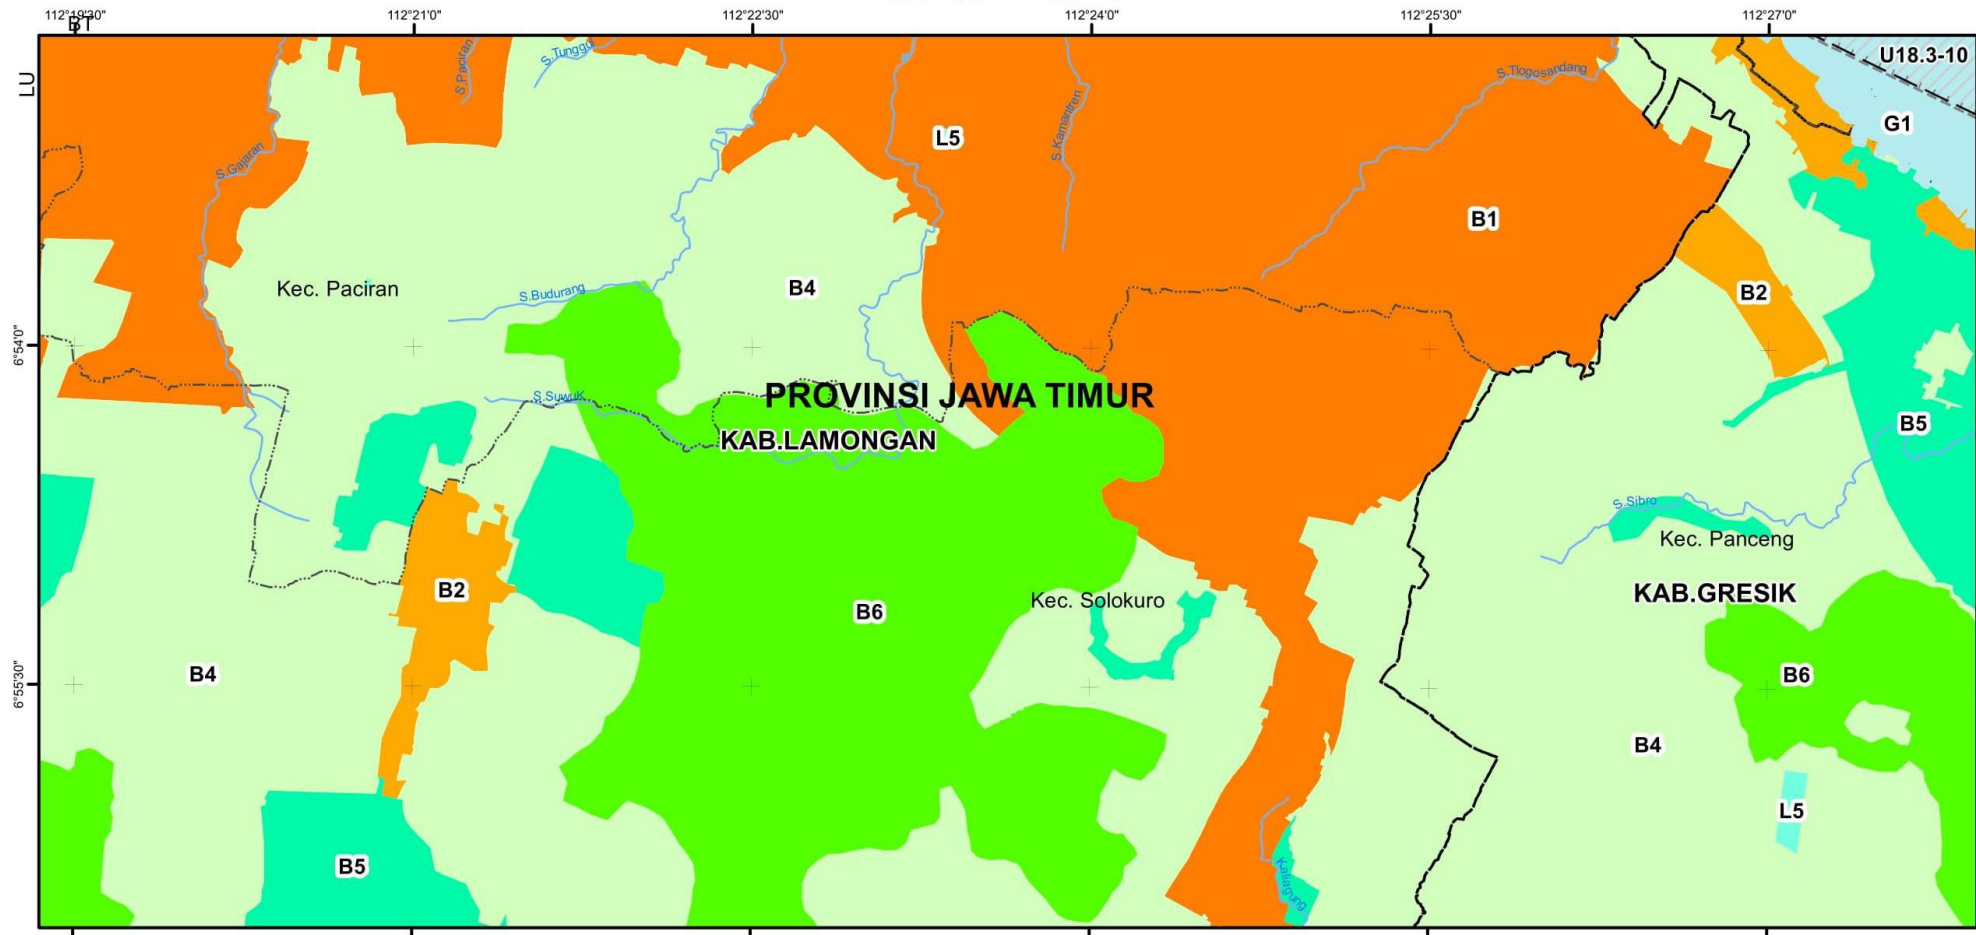 112°19'30"
112°21'0"
112°22'30"
112°24'0"
112°25'30"
112°27'0"
BT
LU
U18.3-10
S.Paciran
S.Tunggu
S.Tlogosandang
G1
L5
S.Kamantren
S.Gajaran
B1
Kec. Paciran
S.Budurang
B4
B2
6°54'0"
S.Suwuk
PROVINSI JAWA TIMUR
KAB.LAMONGAN
B5
S.Sibro
Kec. Panceng
B2
KAB.GRESIK
Kec. Solokuro
B6
B4
B6
6°55'30"
B4
L5
B5
Kaliagung